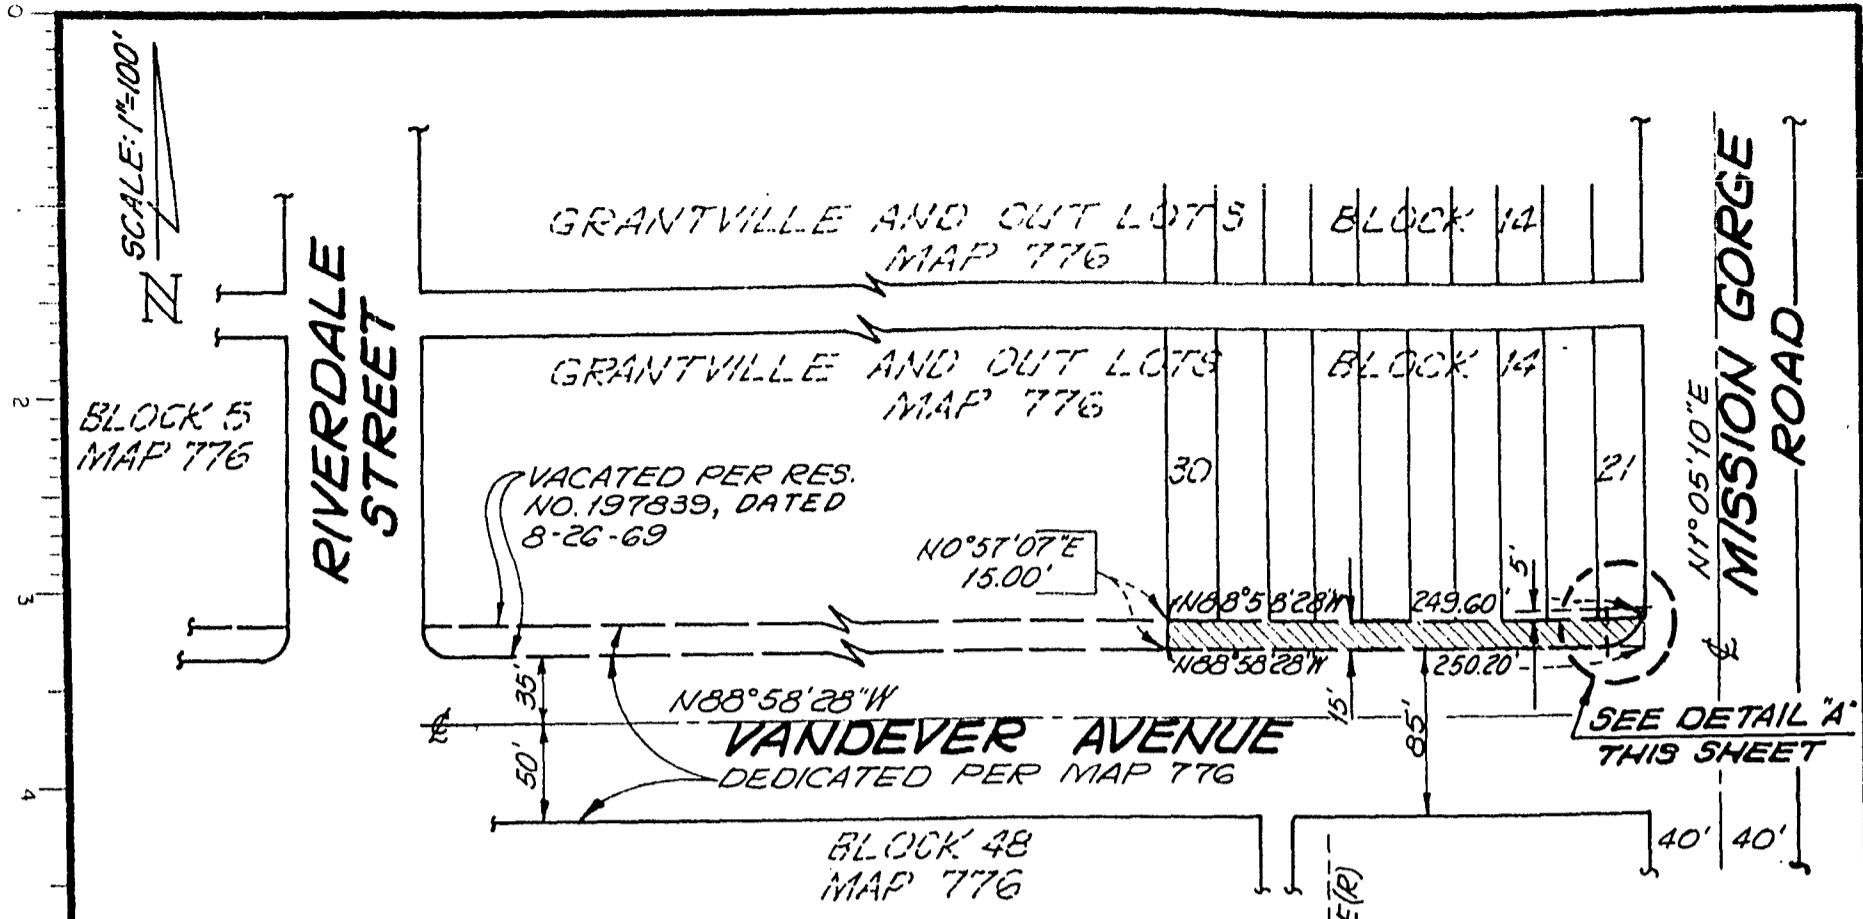 0
2
3
4
SCALE: 1"=100'
N
GRANTVILLE AND OUT LOTS BLOCK 14
MAP 776
GRANTVILLE AND OUT LOTS BLOCK 14
MAP 776
BLOCK 5
MAP 776
RIVERDALE
STREET
MISSION GORGE
ROAD
N1°05'10"E
VACATED PER RES.
NO. 197839, DATED
8-26-69
30
21
N0°57'07"E
15.00'
N88°58'28"W 249.60'
5'
N88°58'28"W 250.20'
35'
N88°58'28"W
15'
85'
SEE DETAIL "A"
THIS SHEET
VANDEVER AVENUE
50'
DEDICATED PER MAP 776
BLOCK 48
MAP 776
40' 40'
E(R)